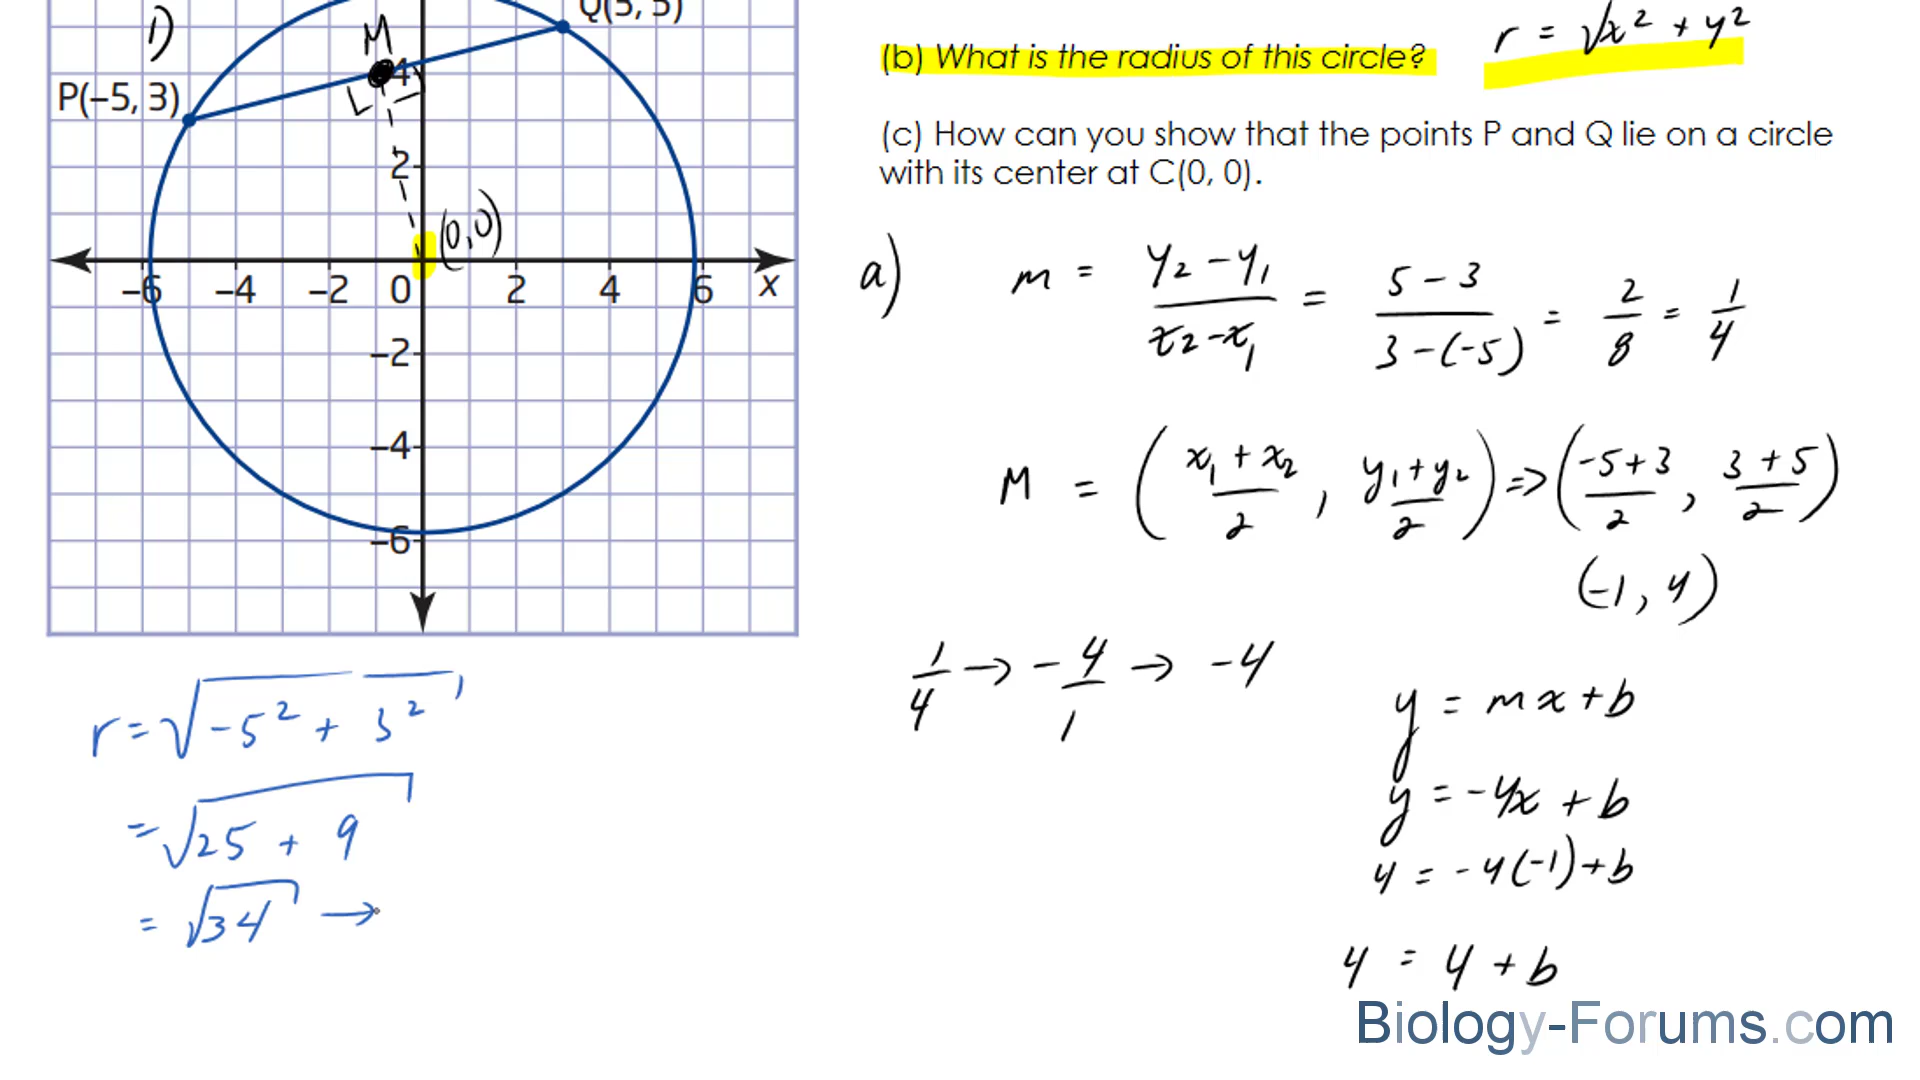 1)
Q(5, 5)
M
4
P(−5, 3)
L
2
(0,0)
−6 −4 −2 0 2 4 6 x
−2
−4
−6
r = √x² + y²
(b) What is the radius of this circle?
(c) How can you show that the points P and Q lie on a circle
with its center at C(0, 0).
a) m = y2 - y1 / x2 - x1 = 5 - 3 / 3 - (-5) = 2/8 = 1/4
M = (x1 + x2 / 2, y1 + y2 / 2) => (-5+3 / 2, 3+5 / 2)
(-1, 4)
1/4 → -4/1 → -4
y = mx + b
y = -4x + b
4 = -4(-1) + b
4 = 4 + b
r = √-5² + 3²
= √25 + 9
= √34 →
Biology-Forums.com